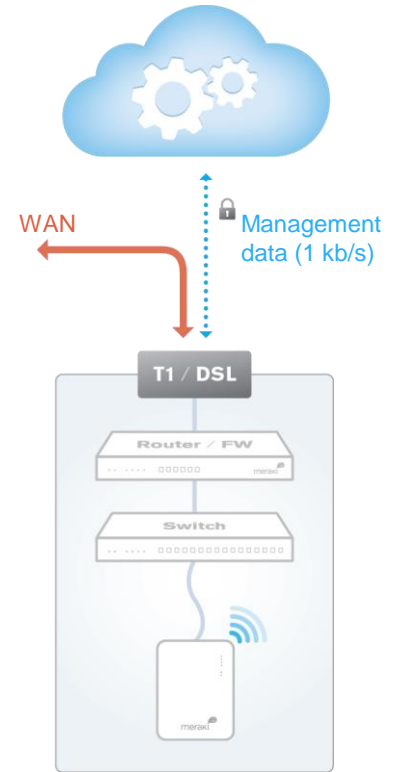 WAN
Management
data (1 kb/s)
T1 / DSL
Router / FW
meraki
Switch
meraki